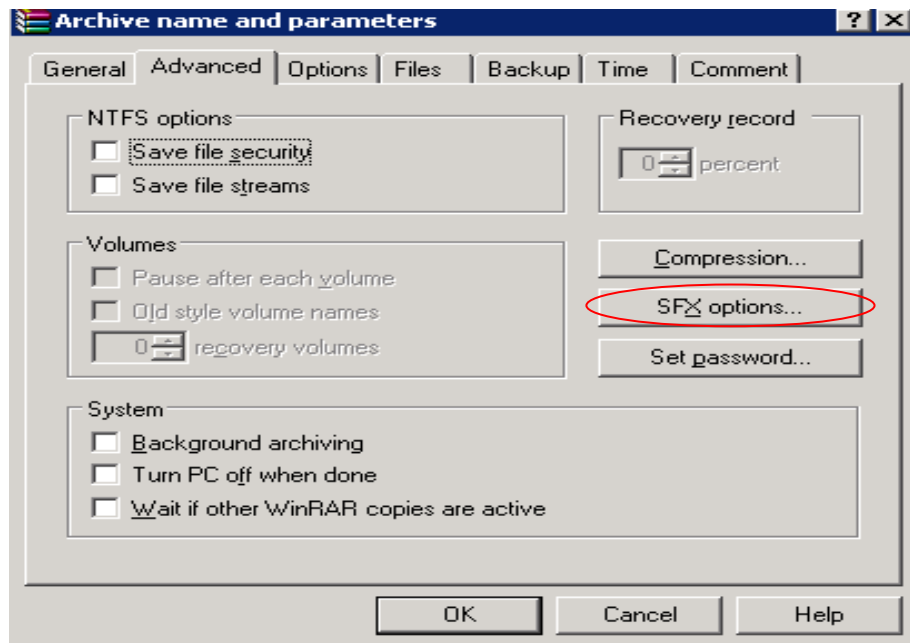 Archive name and parameters
General Advanced Options Files Backup Time Comment
NTFS options
Save file security
Save file streams
Recovery record
0 percent
Volumes
Pause after each volume
Old style volume names
0 recovery volumes
Compression...
SFX options...
Set password...
System
Background archiving
Turn PC off when done
Wait if other WinRAR copies are active
OK Cancel Help